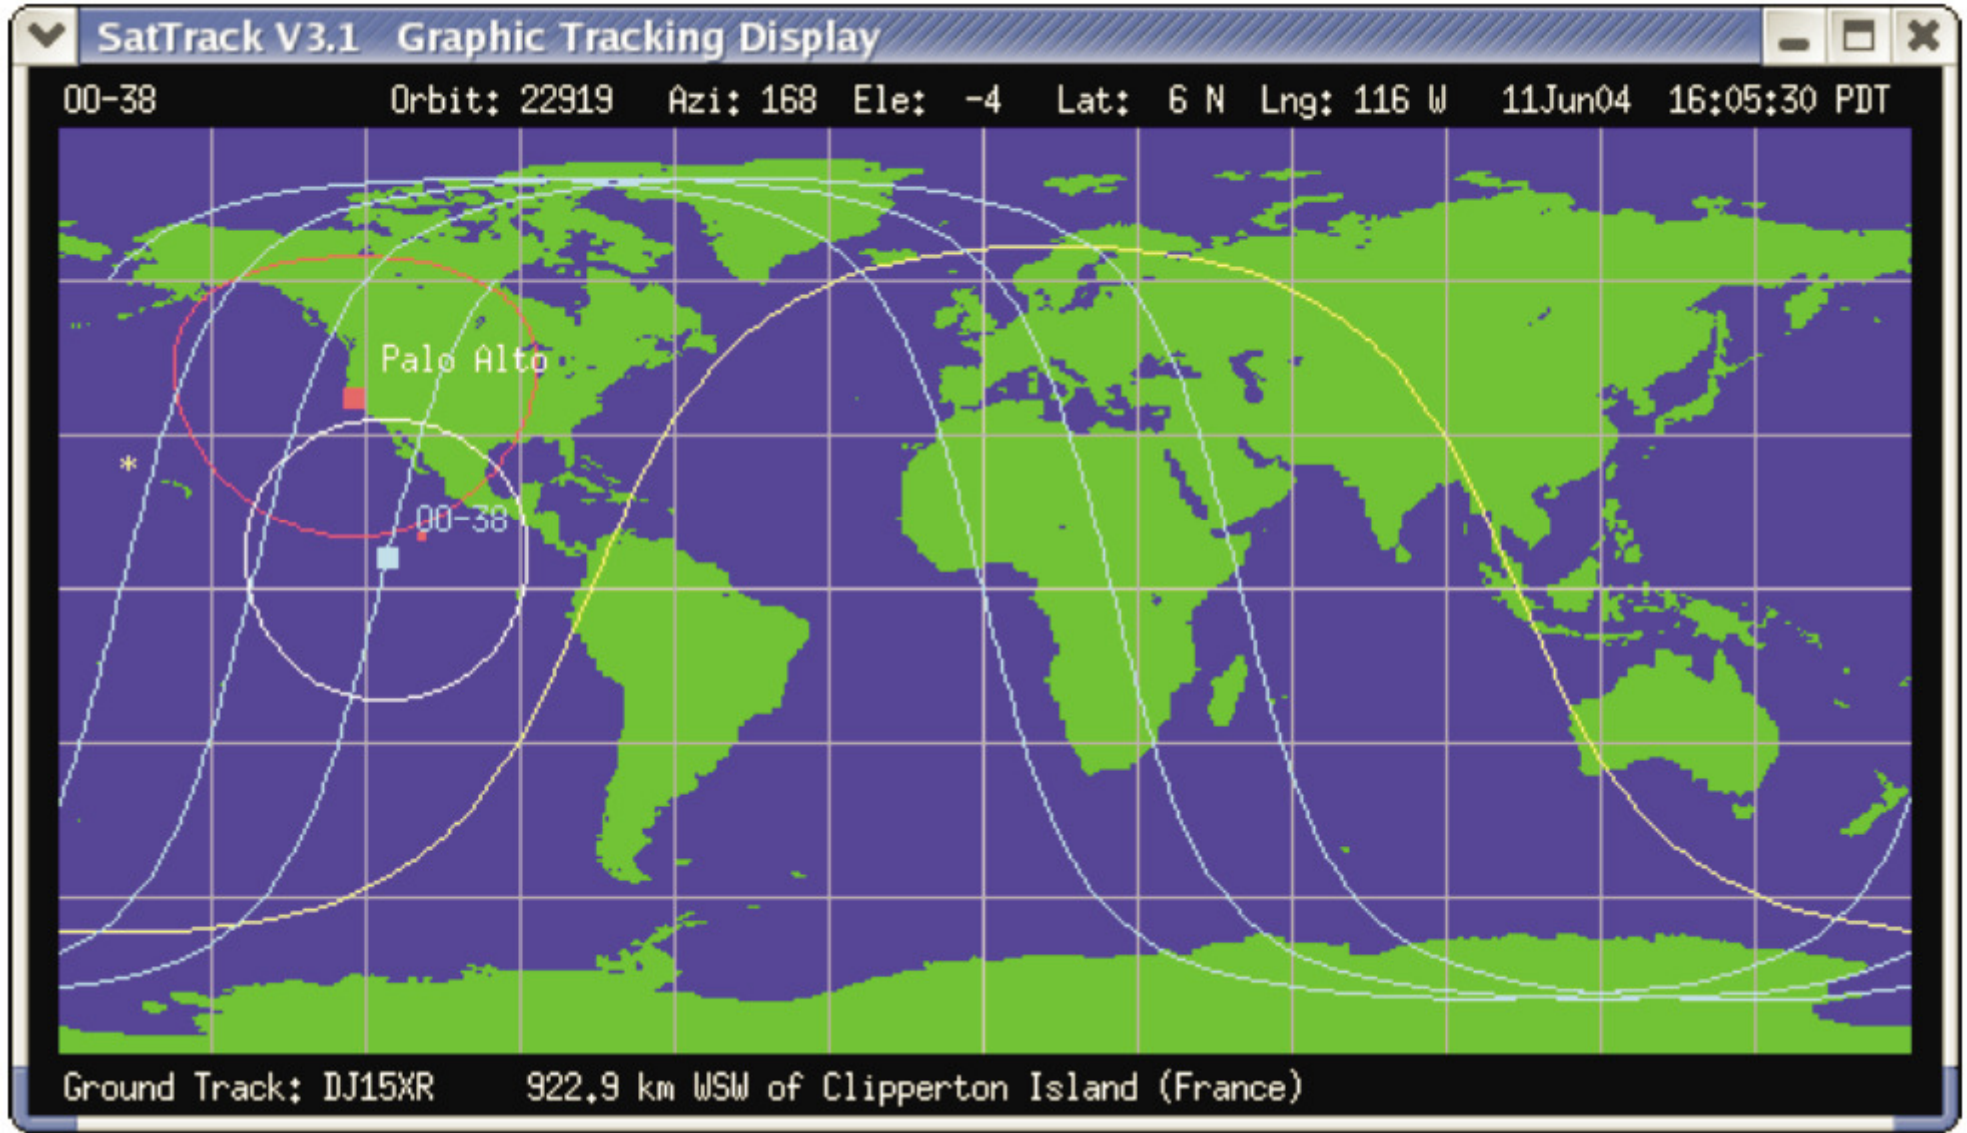 SatTrack V3.1 Graphic Tracking Display
OO-38 Orbit: 22919 Azi: 168 Ele: -4 Lat: 6 N Lng: 116 W 11Jun04 16:05:30 PDT
Palo Alto
*
OO-38
Ground Track: DJ15XR 922.9 km WSW of Clipperton Island (France)